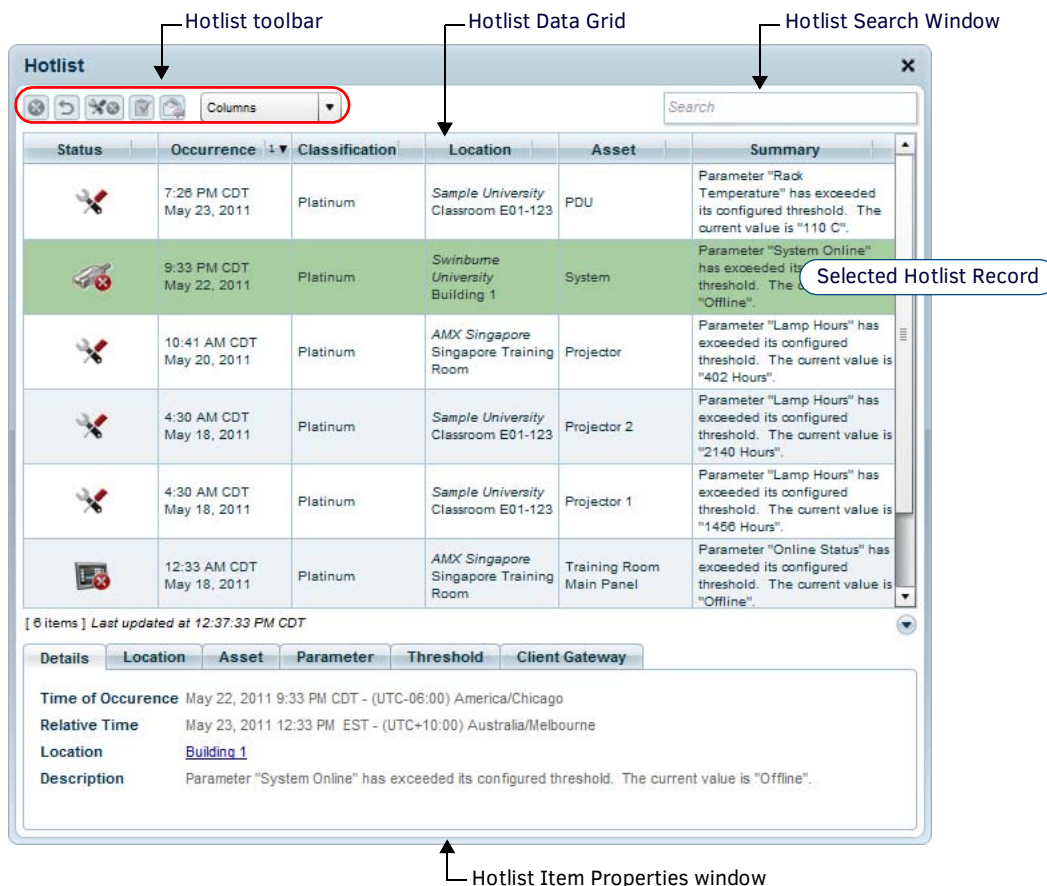 Hotlist toolbar
Hotlist Data Grid
Hotlist Search Window
Hotlist
Columns
Search
Status Occurrence 1 Classification Location Asset Summary
7:26 PM CDT
May 23, 2011
Platinum
Sample University
Classroom E01-123
PDU
Parameter "Rack
Temperature" has exceeded
its configured threshold. The
current value is "110 C".
9:33 PM CDT
May 22, 2011
Platinum
Swinburne
University
Building 1
System
Parameter "System Online"
has exceeded its
threshold. The
"Offline".
Selected Hotlist Record
10:41 AM CDT
May 20, 2011
Platinum
AMX Singapore
Singapore Training
Room
Projector
Parameter "Lamp Hours" has
exceeded its configured
threshold. The current value is
"402 Hours".
4:30 AM CDT
May 18, 2011
Platinum
Sample University
Classroom E01-123
Projector 2
Parameter "Lamp Hours" has
exceeded its configured
threshold. The current value is
"2140 Hours".
4:30 AM CDT
May 18, 2011
Platinum
Sample University
Classroom E01-123
Projector 1
Parameter "Lamp Hours" has
exceeded its configured
threshold. The current value is
"1456 Hours".
12:33 AM CDT
May 18, 2011
Platinum
AMX Singapore
Singapore Training
Room
Training Room
Main Panel
Parameter "Online Status" has
exceeded its configured
threshold. The current value is
"Offline".
[ 6 items ] Last updated at 12:37:33 PM CDT
Details Location Asset Parameter Threshold Client Gateway
Time of Occurence May 22, 2011 9:33 PM CDT - (UTC-06:00) America/Chicago
Relative Time May 23, 2011 12:33 PM EST - (UTC+10:00) Australia/Melbourne
Location Building 1
Description Parameter "System Online" has exceeded its configured threshold. The current value is "Offline".
Hotlist Item Properties window